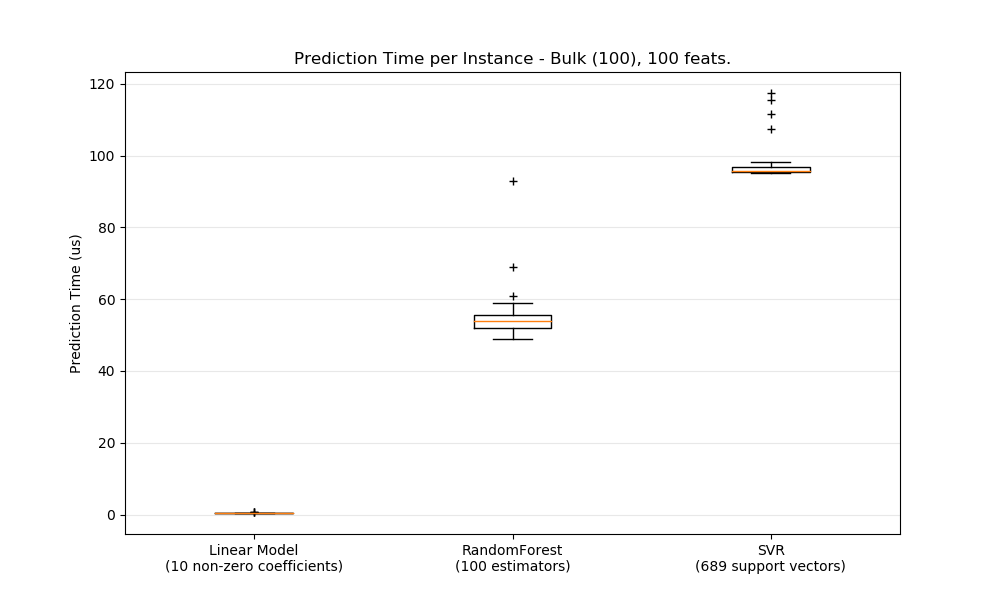 Prediction Time per Instance - Bulk (100), 100 feats.
120
100
80
60
40
20
0
Prediction Time (us)
Linear Model
(10 non-zero coefficients)
RandomForest
(100 estimators)
SVR
(689 support vectors)